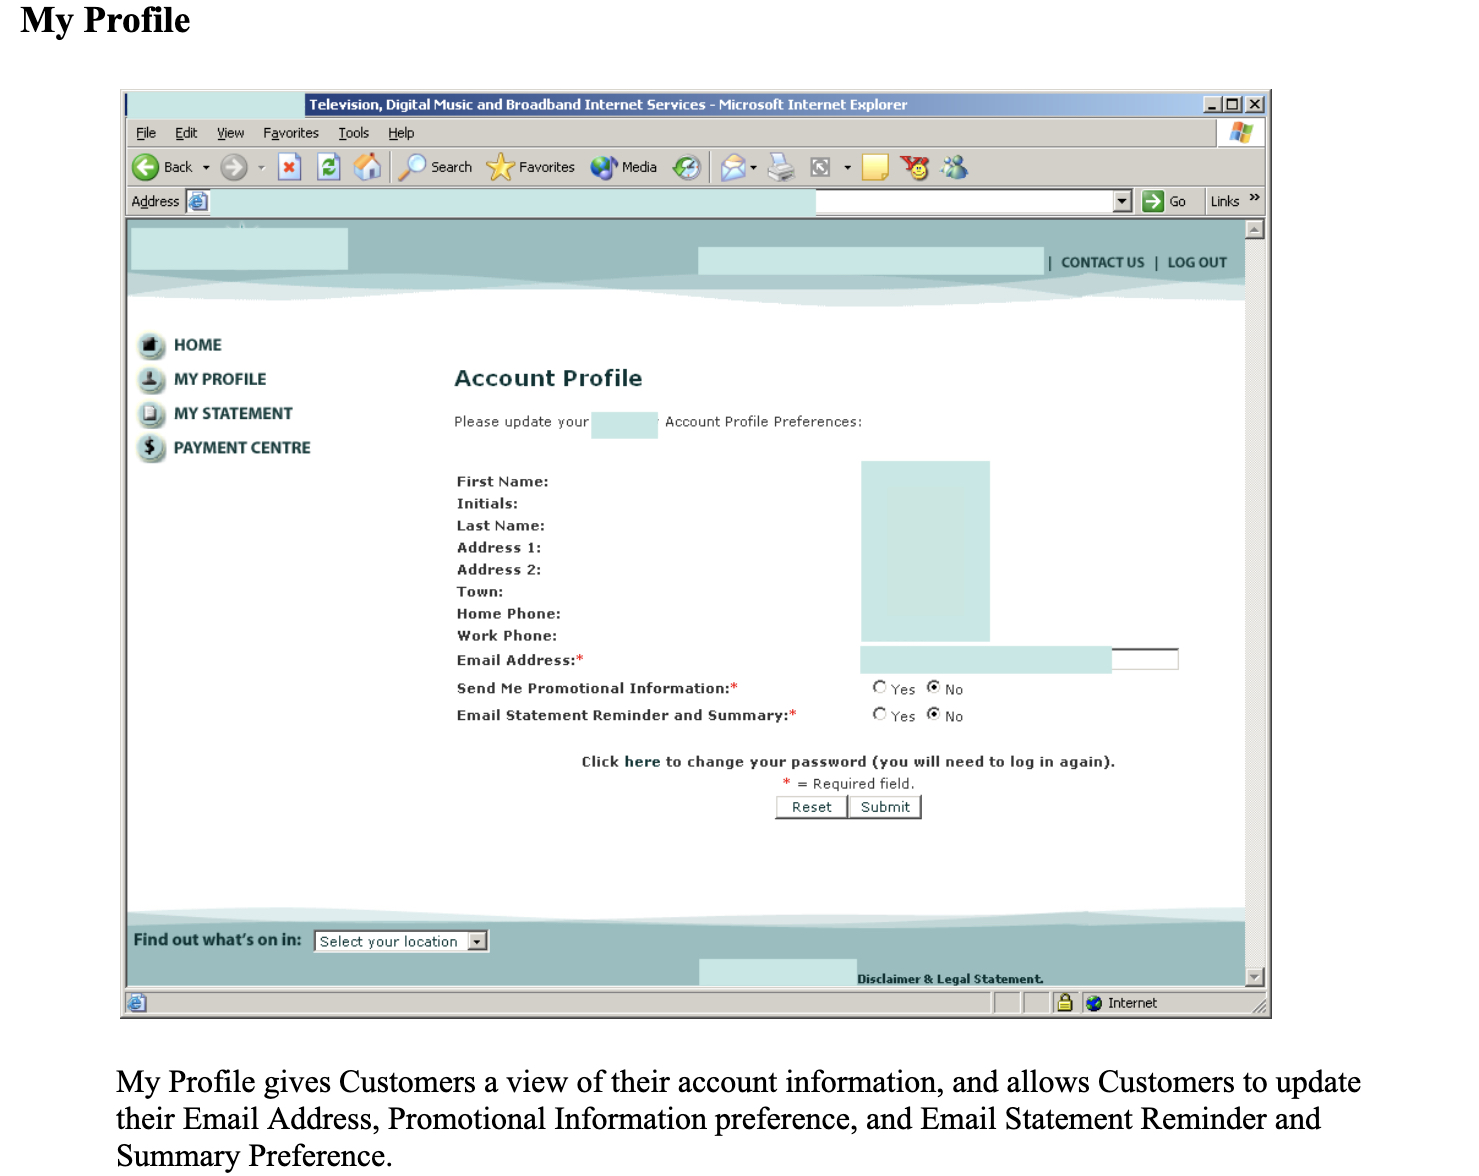 My Profile
Television, Digital Music and Broadband Internet Services - Microsoft Internet Explorer
File Edit View Favorites Tools Help
Back Search Favorites Media
Address Go Links »
| CONTACT US | LOG OUT
HOME
MY PROFILE
MY STATEMENT
$ PAYMENT CENTRE
Account Profile
Please update your Account Profile Preferences:
First Name:
Initials:
Last Name:
Address 1:
Address 2:
Town:
Home Phone:
Work Phone:
Email Address:*
Send Me Promotional Information:* Yes No
Email Statement Reminder and Summary:* Yes No
Click here to change your password (you will need to log in again).
* = Required field.
Reset Submit
Find out what's on in: Select your location
Disclaimer & Legal Statement.
Internet
My Profile gives Customers a view of their account information, and allows Customers to update
their Email Address, Promotional Information preference, and Email Statement Reminder and
Summary Preference.